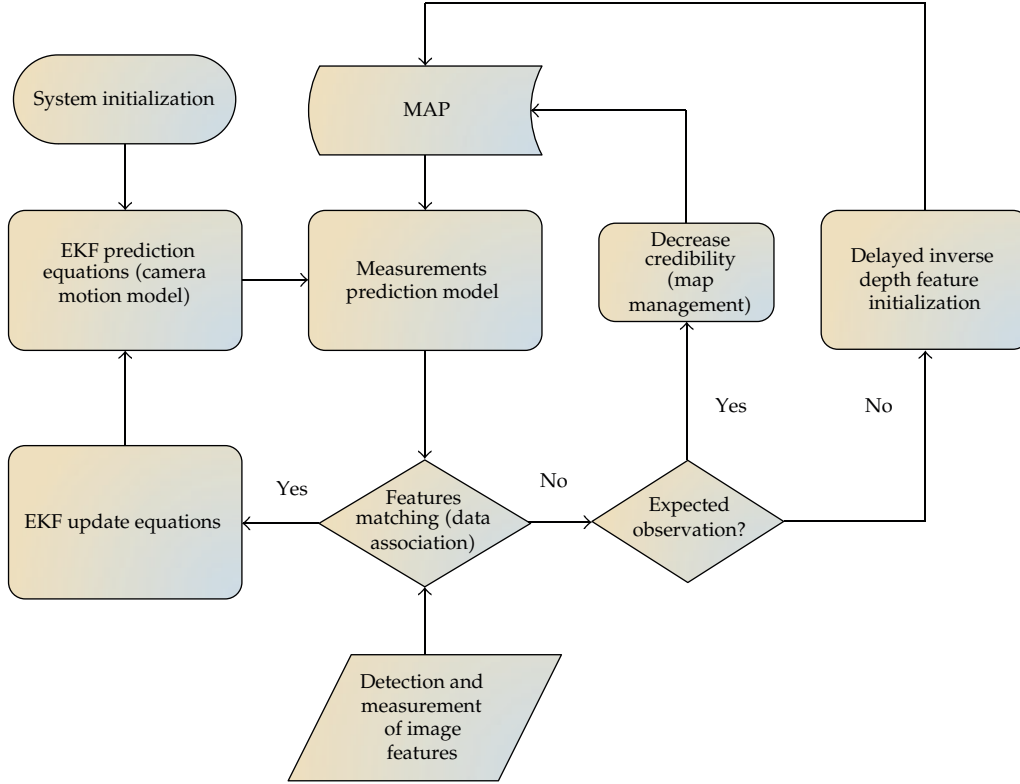 System initialization
MAP
EKF prediction
equations (camera
motion model)
Measurements
prediction model
Decrease
credibility
(map
management)
Delayed inverse
depth feature
initialization
Yes
No
EKF update equations
Yes
Features
matching (data
association)
No
Expected
observation?
Detection and
measurement
of image
features